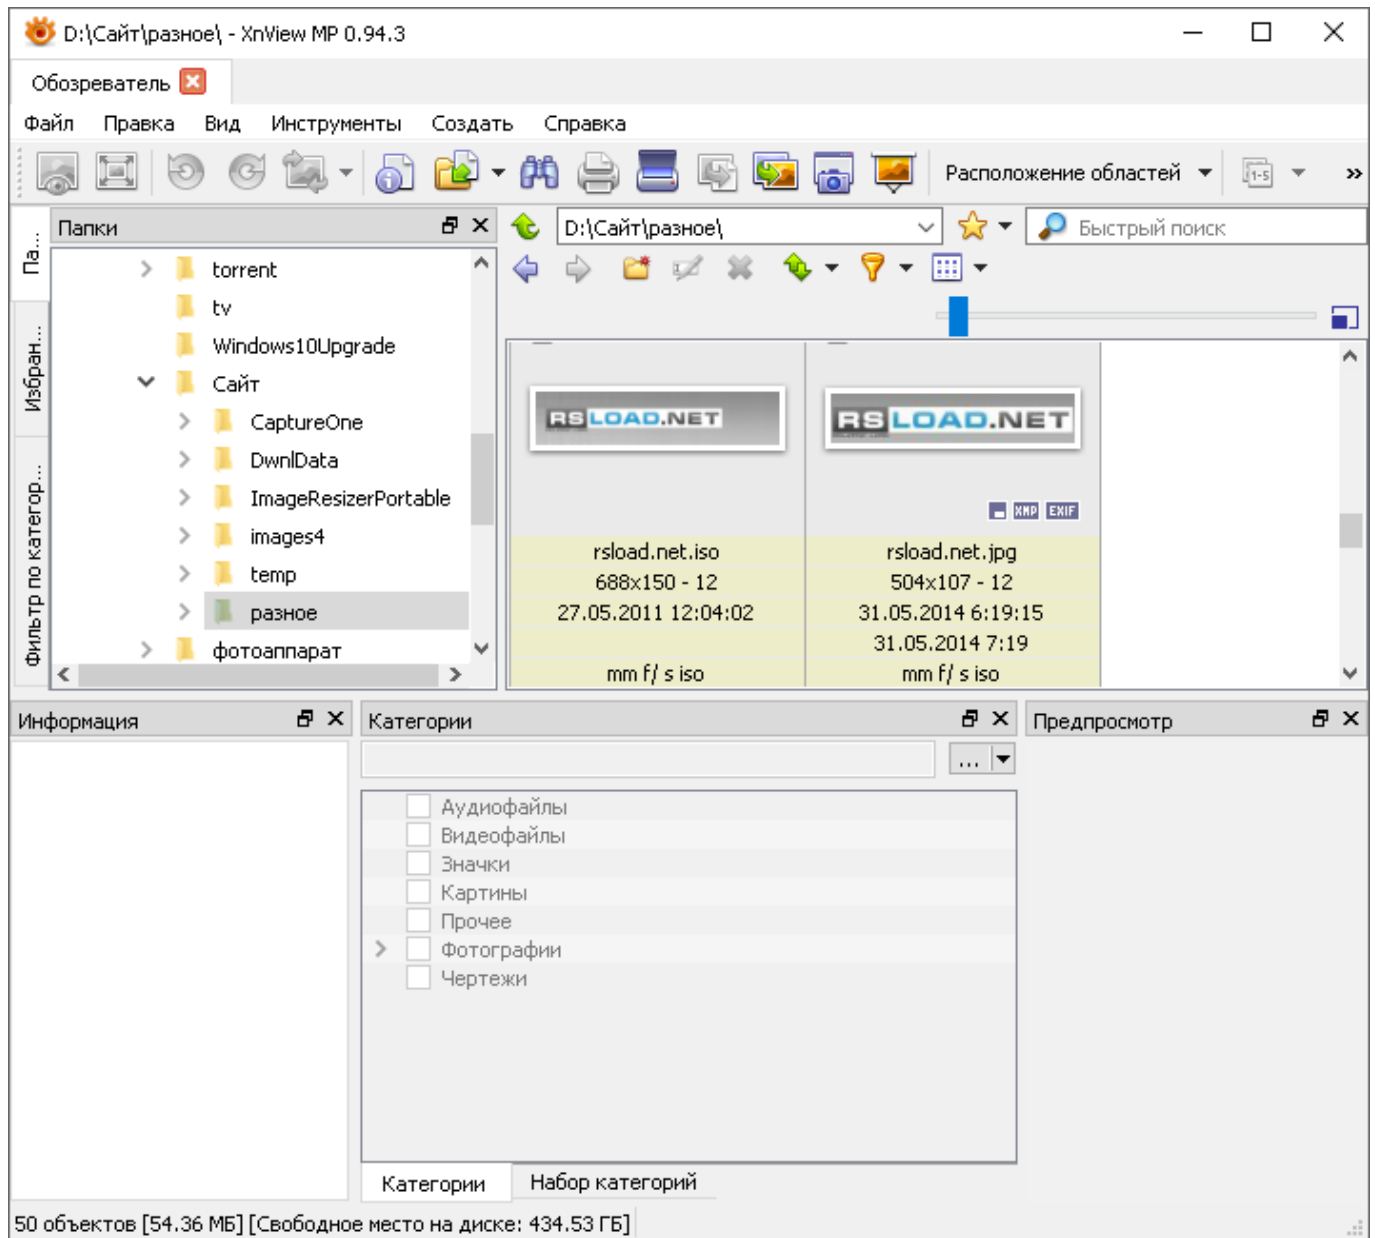 D:\Сайт\разное\ - XnView MP 0.94.3
Обозреватель
Файл Правка Вид Инструменты Создать Справка
Расположение областей
1-5
Па...
Избран...
Фильтр по категор...
Папки
torrent
tv
Windows10Upgrade
Сайт
CaptureOne
DwnlData
ImageResizerPortable
images4
temp
разное
фотоаппарат
D:\Сайт\разное\
Быстрый поиск
RSLOAD.NET
rsload.net.iso
688x150 - 12
27.05.2011 12:04:02
mm f/ s iso
RSLOAD.NET
XMP EXIF
rsload.net.jpg
504x107 - 12
31.05.2014 6:19:15
31.05.2014 7:19
mm f/ s iso
Информация
Категории
...
Аудиофайлы
Видеофайлы
Значки
Картины
Прочее
Фотографии
Чертежи
Категории Набор категорий
Предпросмотр
50 объектов [54.36 МБ] [Свободное место на диске: 434.53 ГБ]